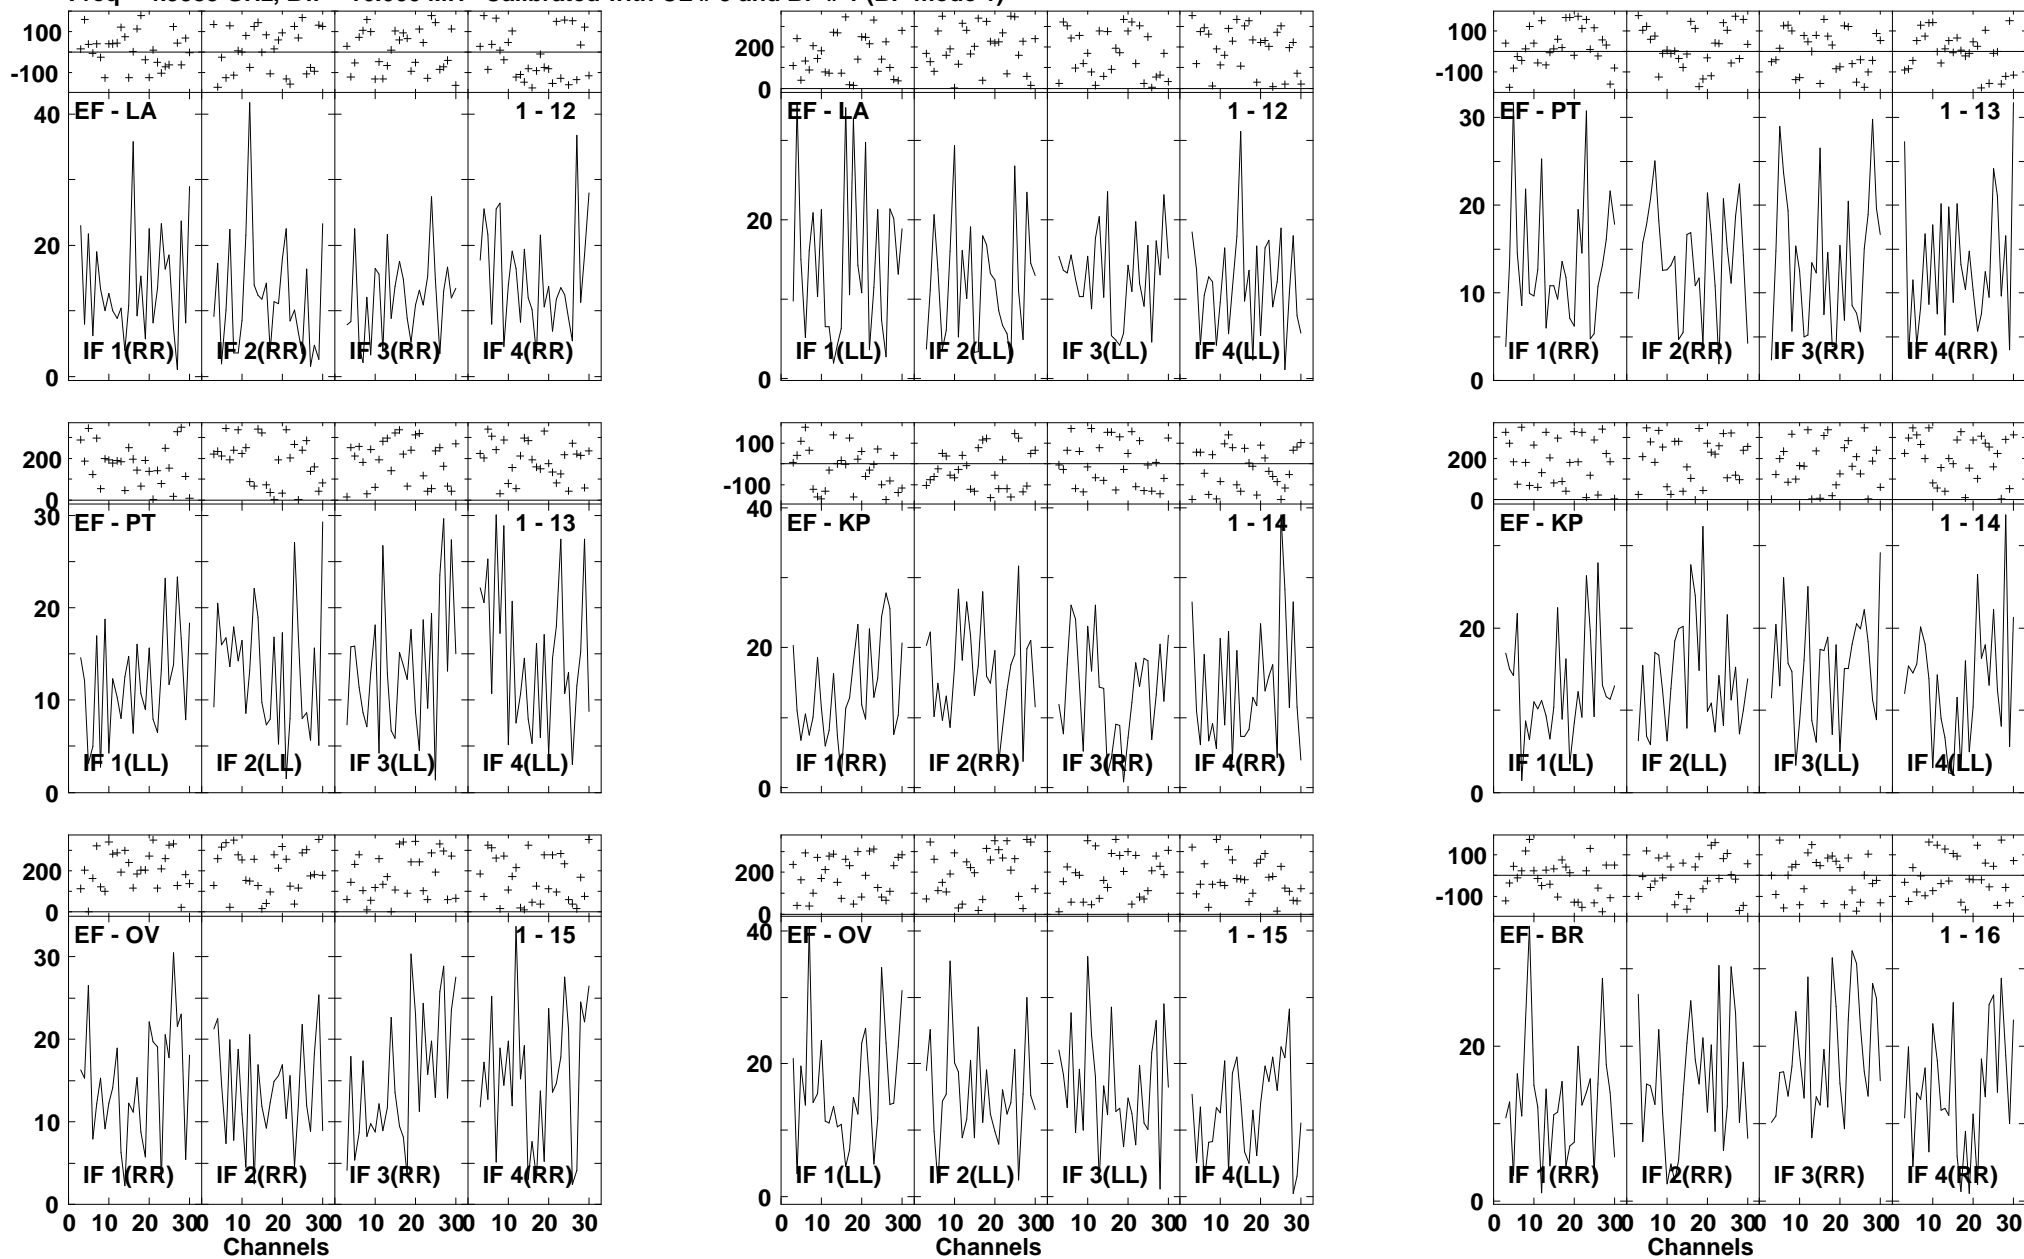 100
-100
EF - LA
1 - 12
40
20
0
IF 1(RR)
IF 2(RR)
IF 3(RR)
IF 4(RR)
200
0
EF - LA
1 - 12
20
0
IF 1(LL)
IF 2(LL)
IF 3(LL)
IF 4(LL)
100
-100
EF - PT
1 - 13
30
20
10
0
IF 1(RR)
IF 2(RR)
IF 3(RR)
IF 4(RR)
200
0
EF - PT
1 - 13
30
20
10
0
IF 1(LL)
IF 2(LL)
IF 3(LL)
IF 4(LL)
100
-100
EF - KP
1 - 14
40
20
0
IF 1(RR)
IF 2(RR)
IF 3(RR)
IF 4(RR)
200
0
EF - KP
1 - 14
20
0
IF 1(LL)
IF 2(LL)
IF 3(LL)
IF 4(LL)
200
0
EF - OV
1 - 15
30
20
10
0
IF 1(RR)
IF 2(RR)
IF 3(RR)
IF 4(RR)
0 10 20 30 0 10 20 30 0 10 20 30 0 20
Channels
200
0
EF - OV
1 - 15
40
20
0
IF 1(LL)
IF 2(LL)
IF 3(LL)
IF 4(LL)
0 10 20 30 0 10 20 30 0 10 20 30 0 20
Channels
100
-100
EF - BR
1 - 16
20
0
IF 1(RR)
IF 2(RR)
IF 3(RR)
IF 4(RR)
0 10 20 30 0 10 20 30 0 10 20 30 0 20
Channels